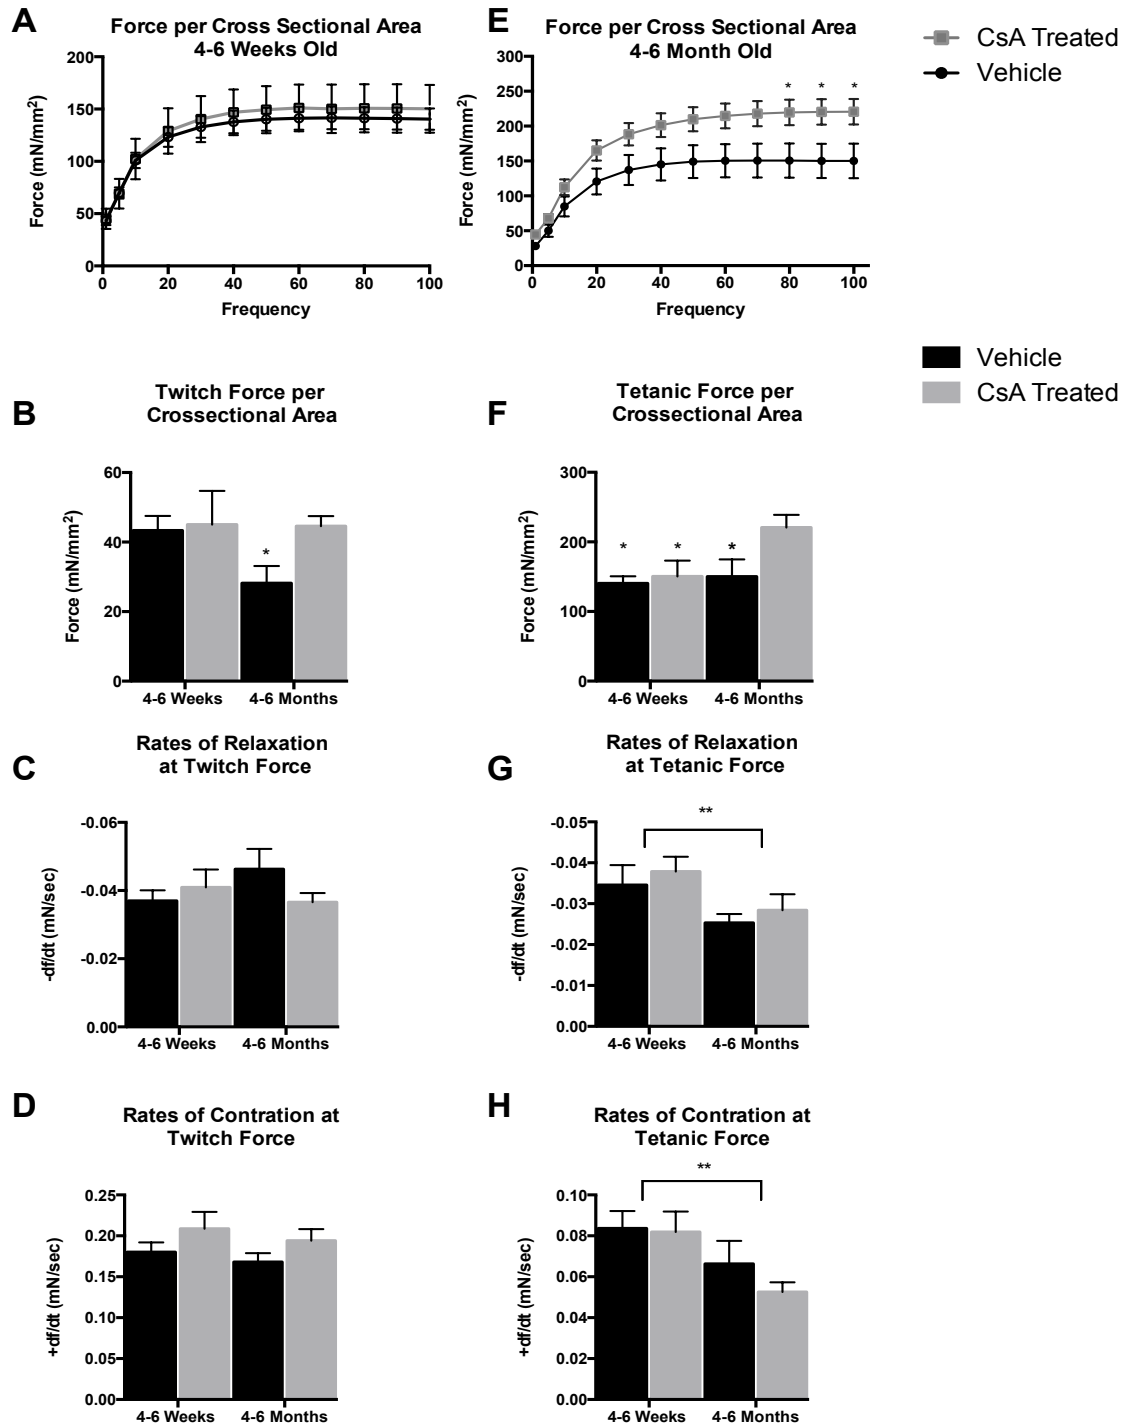 A
Force per Cross Sectional Area
4-6 Weeks Old
200
150
100
50
0
Force (mN/mm2)
0 20 40 60 80 100
Frequency
E
Force per Cross Sectional Area
4-6 Month Old
300
250
200
150
100
50
0
Force (mN/mm2)
* * *
0 20 40 60 80 100
Frequency
CsA Treated
Vehicle
Vehicle
CsA Treated
B
Twitch Force per
Crossectional Area
60
40
20
0
Force (mN/mm2)
*
4-6 Weeks 4-6 Months
F
Tetanic Force per
Crossectional Area
300
200
100
0
Force (mN/mm2)
* * *
4-6 Weeks 4-6 Months
C
Rates of Relaxation
at Twitch Force
-0.06
-0.04
-0.02
0.00
-df/dt (mN/sec)
4-6 Weeks 4-6 Months
G
Rates of Relaxation
at Tetanic Force
-0.05
-0.04
-0.03
-0.02
-0.01
0.00
-df/dt (mN/sec)
**
4-6 Weeks 4-6 Months
D
Rates of Contration at
Twitch Force
0.25
0.20
0.15
0.10
0.05
0.00
+df/dt (mN/sec)
4-6 Weeks 4-6 Months
H
Rates of Contration at
Tetanic Force
0.10
0.08
0.06
0.04
0.02
0.00
+df/dt (mN/sec)
**
4-6 Weeks 4-6 Months